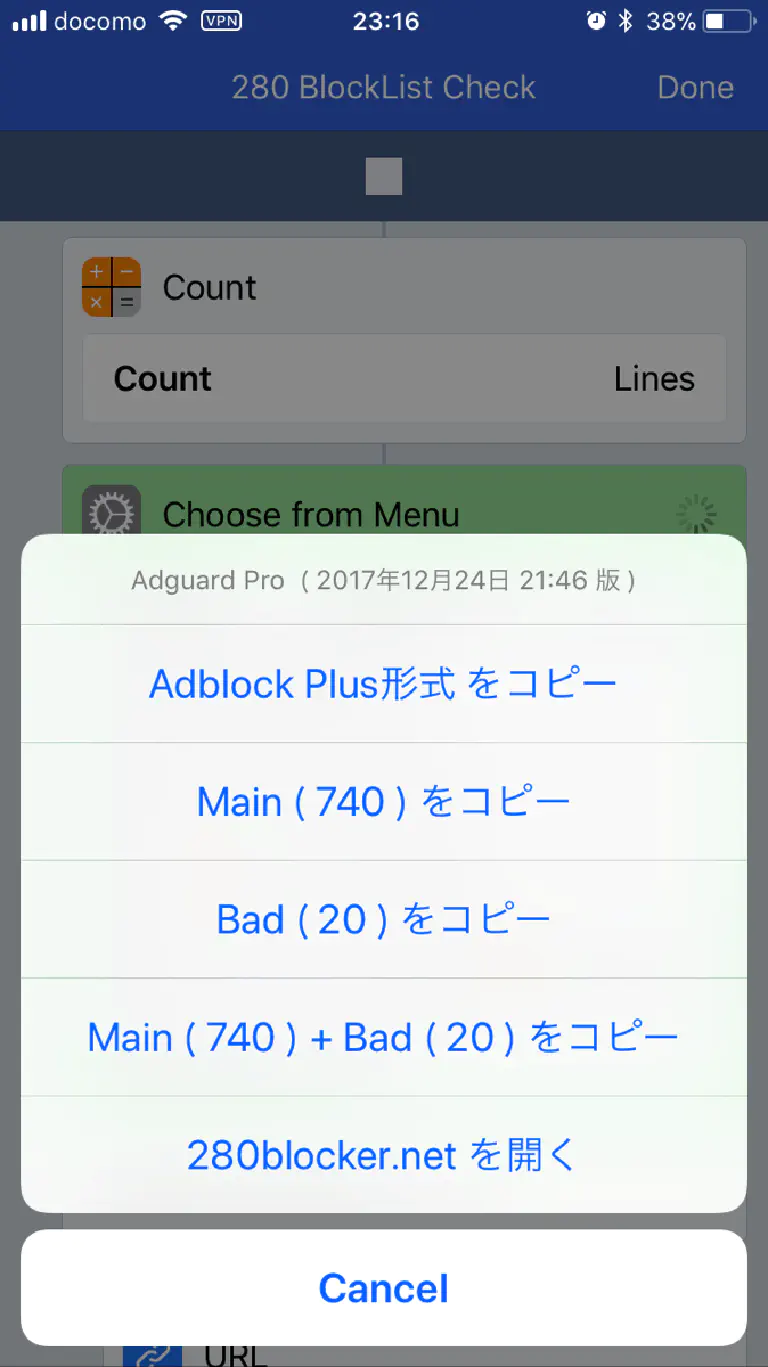 docomo VPN 23:16 38%
280 BlockList Check Done
Count
Count Lines
Choose from Menu
Adguard Pro ( 2017年12月24日 21:46 版 )
Adblock Plus形式 をコピー
Main ( 740 ) をコピー
Bad ( 20 ) をコピー
Main ( 740 ) + Bad ( 20 ) をコピー
280blocker.net を開く
Cancel
URL